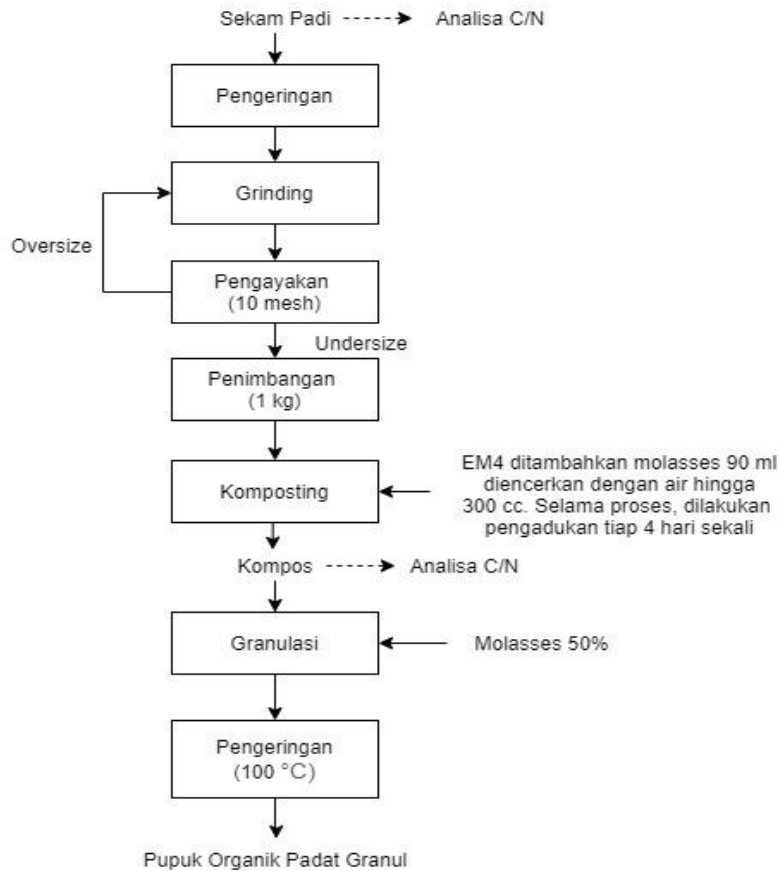 Sekam Padi
Analisa C/N
Pengeringan
Grinding
Oversize
Pengayakan
(10 mesh)
Undersize
Penimbangan
(1 kg)
EM4 ditambahkan molasses 90 ml
diencerkan dengan air hingga
300 cc. Selama proses, dilakukan
pengadukan tiap 4 hari sekali
Komposting
Kompos
Analisa C/N
Granulasi
Molasses 50%
Pengeringan
(100 °C)
Pupuk Organik Padat Granul